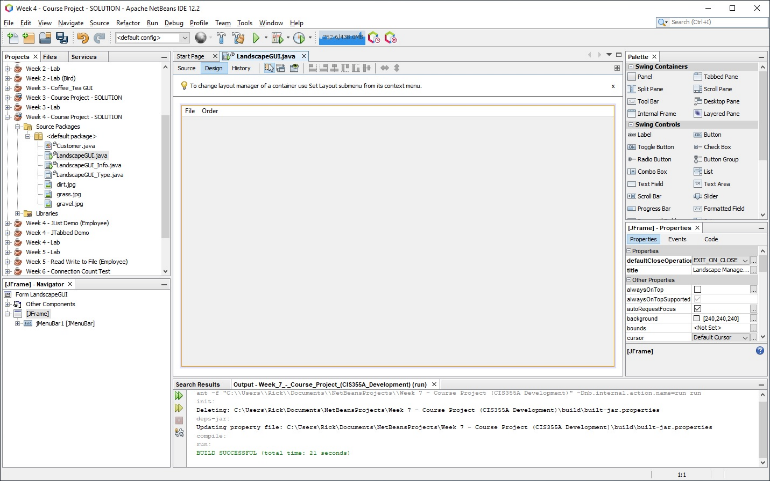 Week 4 - Course Project - SOLUTION - Apache NetBeans IDE 12.2
File Edit View Navigate Source Refactor Run Debug Profile Team Tools Window Help
Search (Ctrl+I)
<default config>
Projects Files Services
Week 2 - Lab
Week 2 - Lab (Bird)
Week 3 - Coffee_Tea GUI
Week 3 - Course Project - SOLUTION
Week 3 - Lab
Week 4 - Course Project - SOLUTION
Source Packages
<default package>
Customer.java
LandscapeGUI.java
LandscapeGUI_Info.java
LandscapeGUI_Type.java
dirt.jpg
grass.jpg
gravel.jpg
Libraries
Week 4 - JList Demo (Employee)
Week 4 - JTabbed Demo
Week 4 - Lab
Week 5 - Lab
Week 5 - Read Write to File (Employee)
Week 6 - Connection Count Test
[JFrame] - Navigator
Form LandscapeGUI
Other Components
[JFrame]
jMenuBar1 [JMenuBar]
Start Page LandscapeGUI.java
Source Design History
To change layout manager of a container use Set Layout submenu from its context menu. x
File Order
Palette
Swing Containers
Panel Tabbed Pane
Split Pane Scroll Pane
Tool Bar Desktop Pane
Internal Frame Layered Pane
Swing Controls
Label Button
Toggle Button Check Box
Radio Button Button Group
Combo Box List
Text Field Text Area
Scroll Bar Slider
Progress Bar Formatted Field
[JFrame] - Properties
Properties Events Code
Properties
defaultCloseOperation EXIT_ON_CLOSE ...
title Landscape Manage... ...
Other Properties
alwaysOnTop ...
alwaysOnTopSupported
autoRequestFocus ...
background [240,240,240] ...
bounds <Not Set> ...
cursor Default Cursor ...
[JFrame]
Search Results Output - Week_7_-_Course_Project_(CIS355A_Development) (run)
ant -f "C:\\Users\\Rick\\Documents\\NetBeansProjects\\Week 7 - Course Project (CIS355A Development)" -Dnb.internal.action.name=run run
init:
Deleting: C:\Users\Rick\Documents\NetBeansProjects\Week 7 - Course Project (CIS355A Development)\build\built-jar.properties
deps-jar:
Updating property file: C:\Users\Rick\Documents\NetBeansProjects\Week 7 - Course Project (CIS355A Development)\build\built-jar.properties
compile:
run:
BUILD SUCCESSFUL (total time: 21 seconds)
1:1